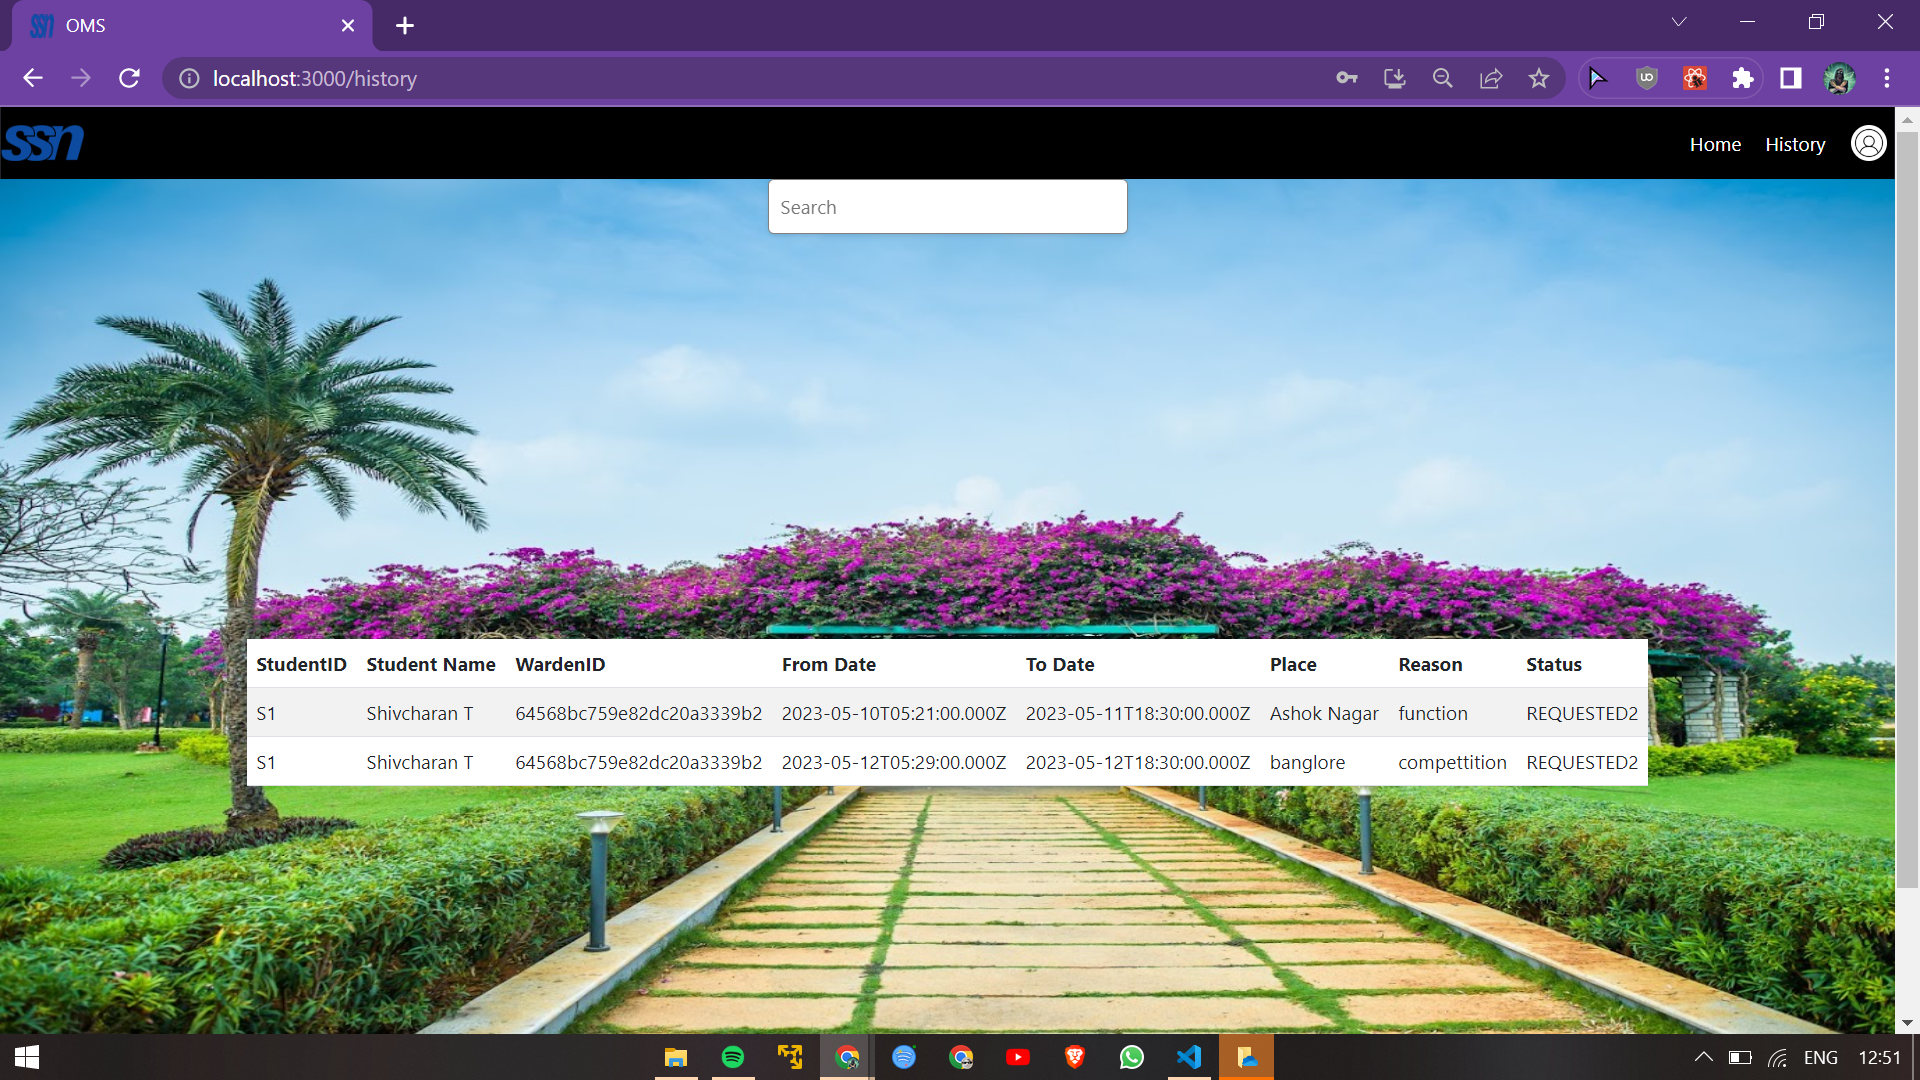 OMS
localhost:3000/history
ssn
Home History
Search
StudentID Student Name WardenID From Date To Date Place Reason Status
S1 Shivcharan T 64568bc759e82dc20a3339b2 2023-05-10T05:21:00.000Z 2023-05-11T18:30:00.000Z Ashok Nagar function REQUESTED2
S1 Shivcharan T 64568bc759e82dc20a3339b2 2023-05-12T05:29:00.000Z 2023-05-12T18:30:00.000Z banglore compettition REQUESTED2
ENG 12:51